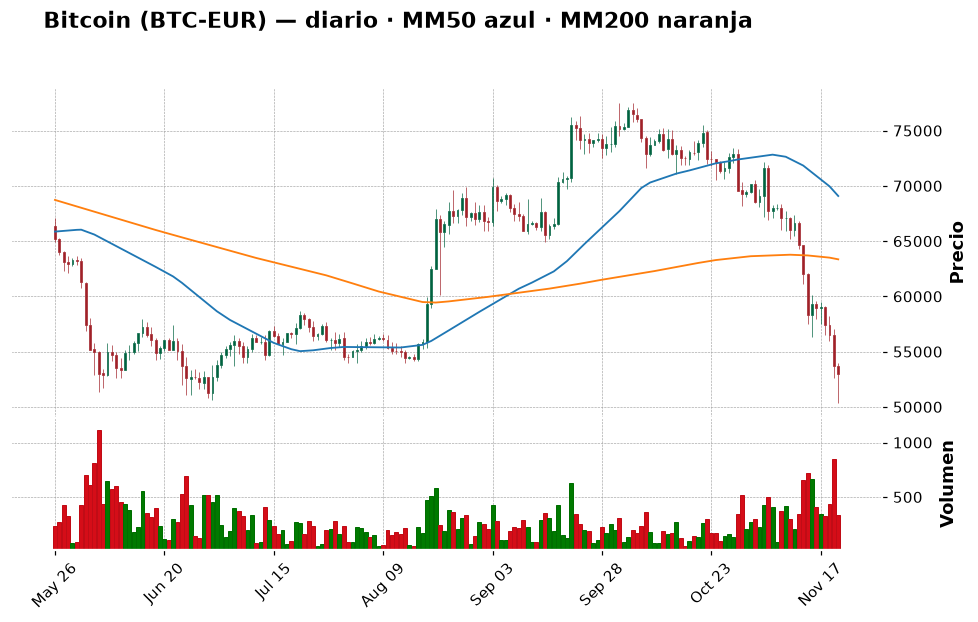 Bitcoin (BTC-EUR) — diario · MM50 azul · MM200 naranja
75000
70000
65000
60000
55000
50000
Precio
1000
500
Volumen
May 26
Jun 20
Jul 15
Aug 09
Sep 03
Sep 28
Oct 23
Nov 17